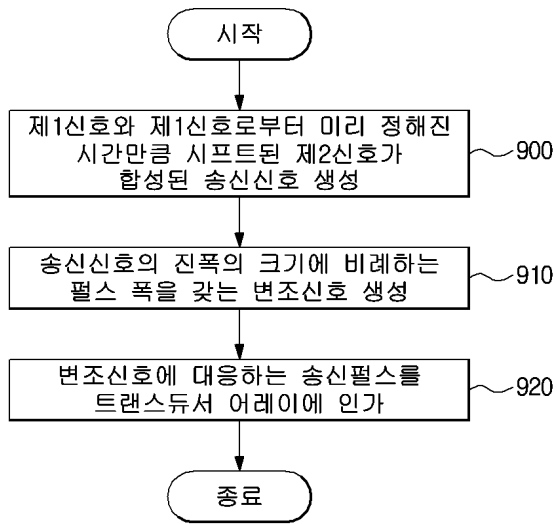 시작
제1신호와 제1신호로부터 미리 정해진
시간만큼 시프트된 제2신호가
합성된 송신신호 생성
900
송신신호의 진폭의 크기에 비례하는
펄스 폭을 갖는 변조신호 생성
910
변조신호에 대응하는 송신펄스를
트랜스듀서 어레이에 인가
920
종료